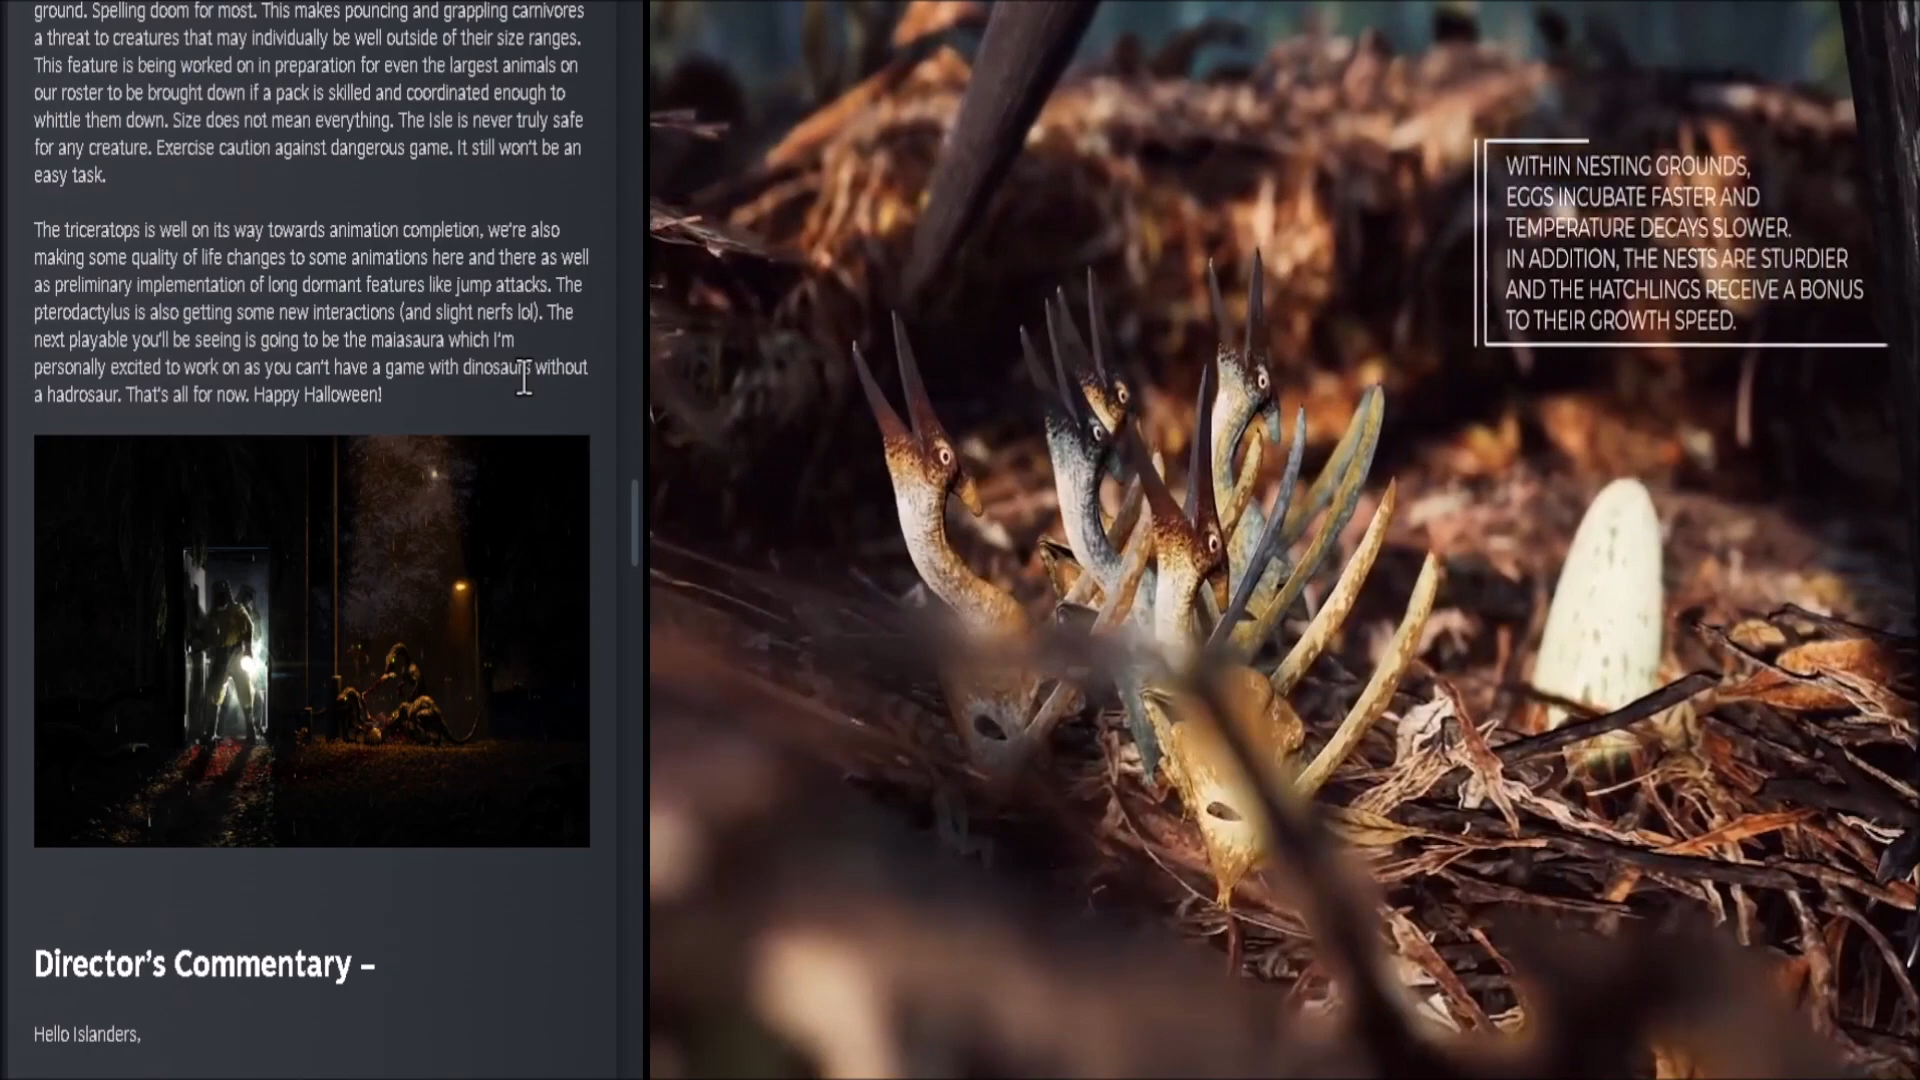 ground. Spelling doom for most. This makes pouncing and grappling carnivores
a threat to creatures that may individually be well outside of their size ranges.
This feature is being worked on in preparation for even the largest animals on
our roster to be brought down if a pack is skilled and coordinated enough to
whittle them down. Size does not mean everything. The Isle is never truly safe
for any creature. Exercise caution against dangerous game. It still won't be an
easy task.
The triceratops is well on its way towards animation completion, we're also
making some quality of life changes to some animations here and there as well
as preliminary implementation of long dormant features like jump attacks. The
pterodactylus is also getting some new interactions (and slight nerfs lol). The
next playable you'll be seeing is going to be the maiasaura which I'm
personally excited to work on as you can't have a game with dinosaurs without
a hadrosaur. That's all for now. Happy Halloween!
Director's Commentary –
Hello Islanders,
WITHIN NESTING GROUNDS,
EGGS INCUBATE FASTER AND
TEMPERATURE DECAYS SLOWER.
IN ADDITION, THE NESTS ARE STURDIER
AND THE HATCHLINGS RECEIVE A BONUS
TO THEIR GROWTH SPEED.